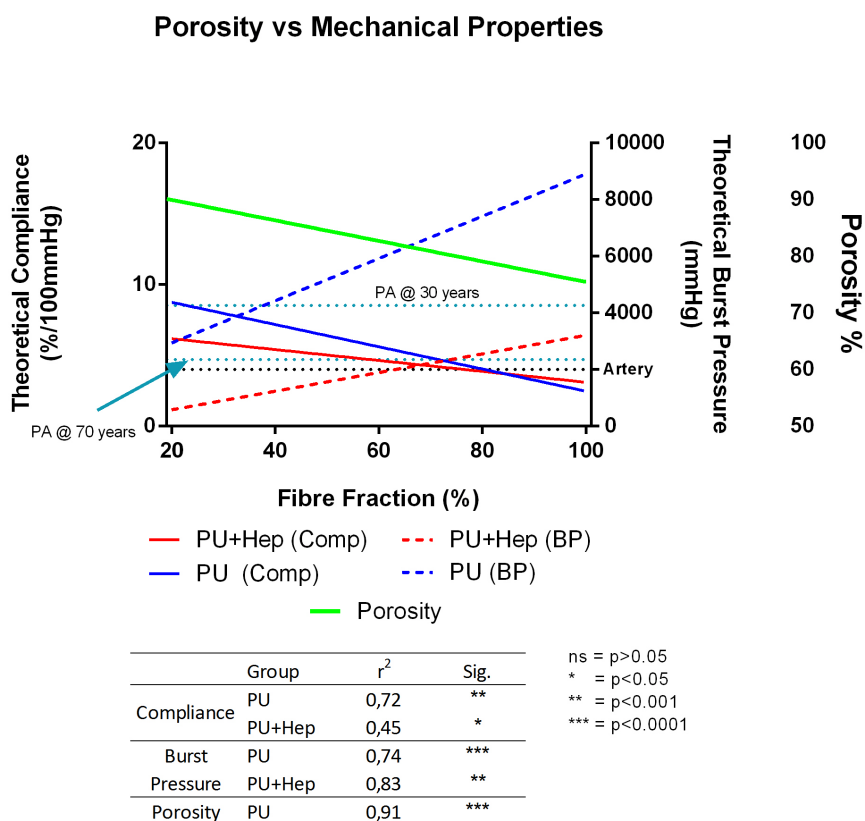 Porosity vs Mechanical Properties
Theoretical Compliance
(%/100mmHg)
20
10
0
PA @ 30 years
PA @ 70 years
Artery
20
40
60
80
100
Fibre Fraction (%)
10000
8000
6000
4000
2000
0
Theoretical Burst Pressure
(mmHg)
100
90
80
70
60
50
Porosity %
PU+Hep (Comp)
PU+Hep (BP)
PU (Comp)
PU (BP)
Porosity
Group r2 Sig.
Compliance
PU 0,72 **
PU+Hep 0,45 *
Burst PU 0,74 ***
Pressure PU+Hep 0,83 **
Porosity PU 0,91 ***
ns = p>0.05
* = p<0.05
** = p<0.001
*** = p<0.0001